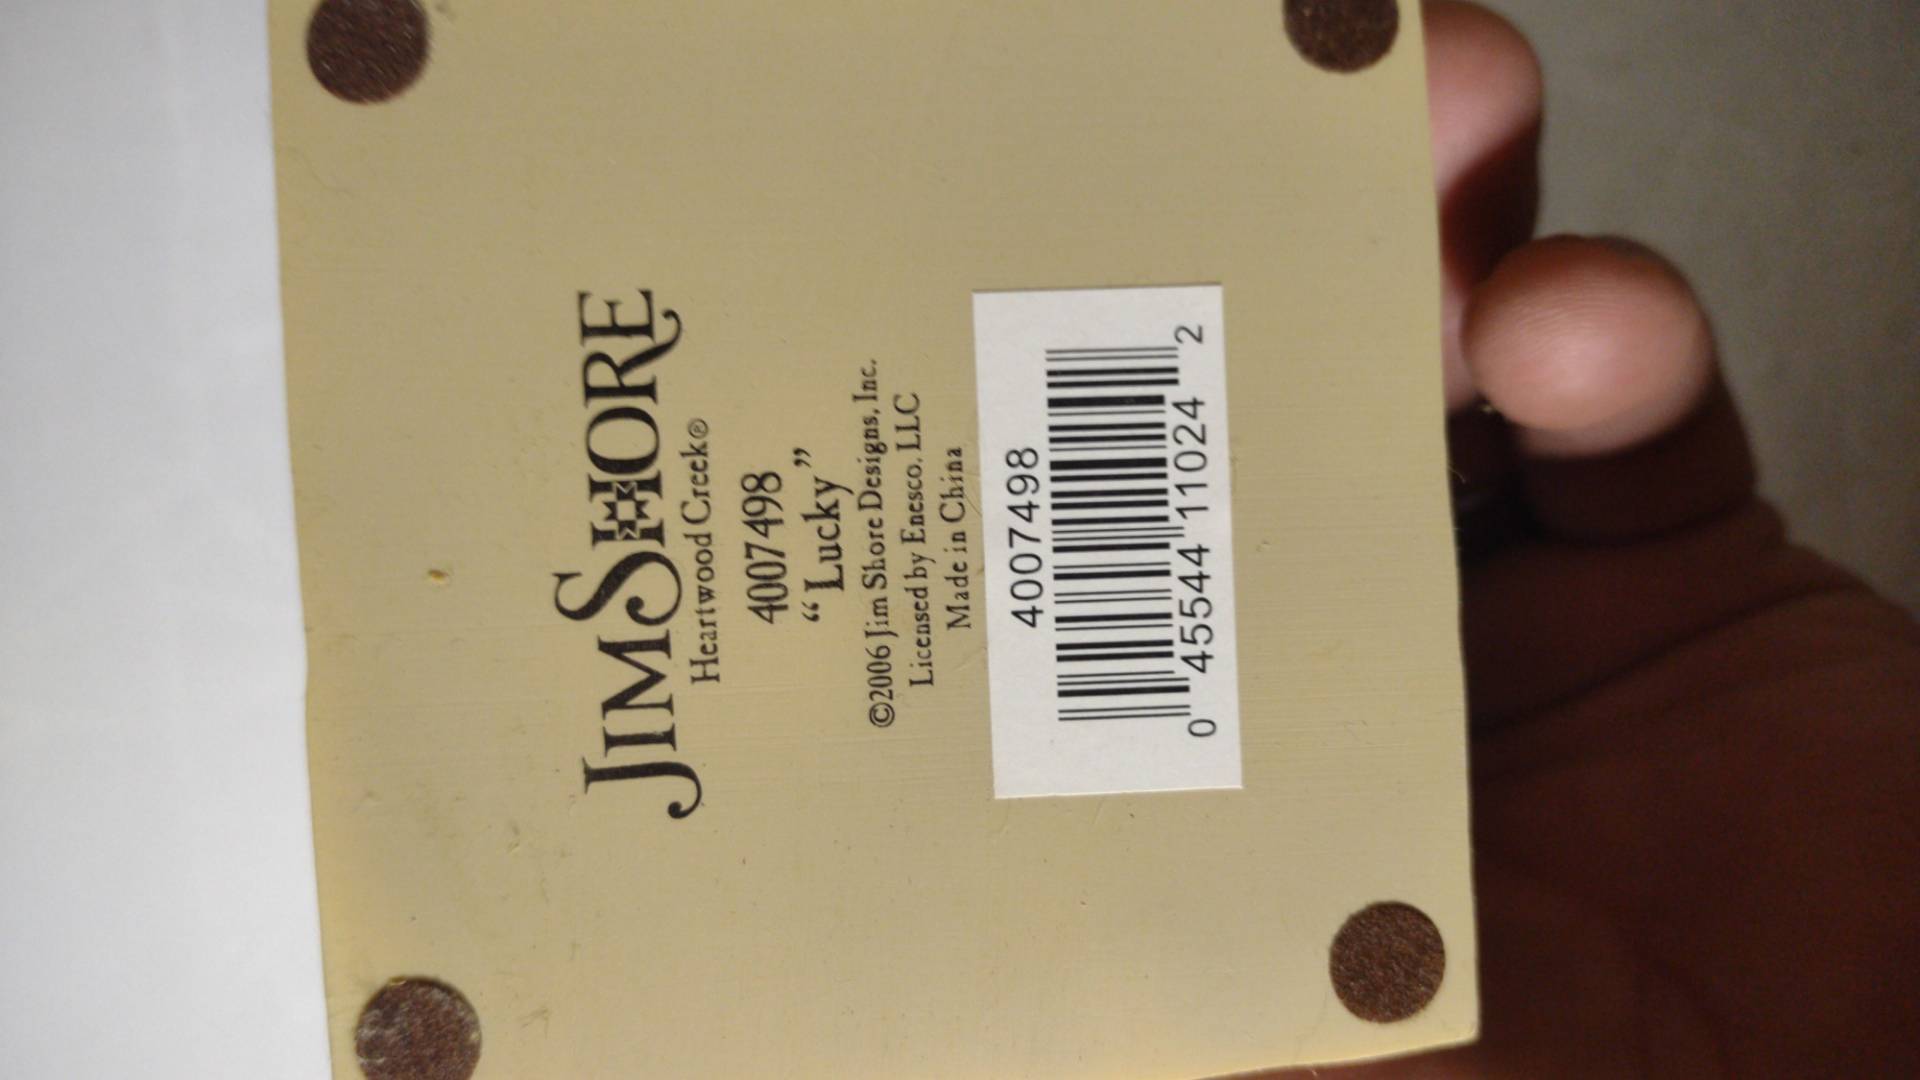 JIM SHORE
Heartwood Creek®
4007498
“Lucky”
©2006 Jim Shore Designs, Inc.
Licensed by Enesco, LLC
Made in China
4007498
0 45544 11024 2